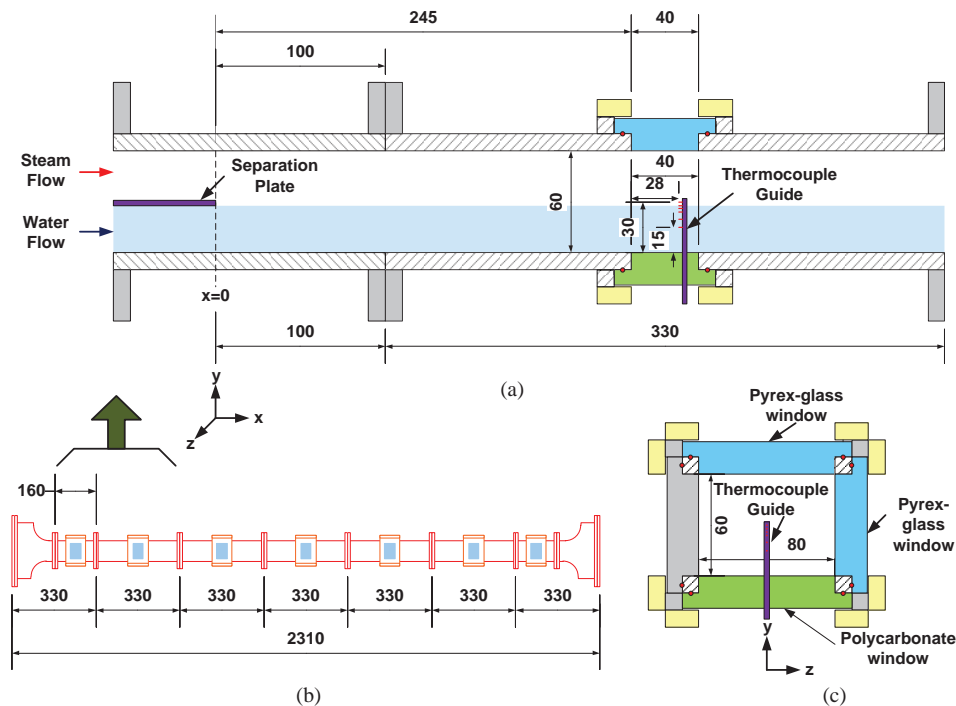 245
40
100
Steam
Flow
Separation
Plate
Water
Flow
60
40
28
30
15
Thermocouple
Guide
x=0
100
330
(a)
y
x
z
160
330 330 330 330 330 330 330
2310
(b)
Pyrex-glass
window
Thermocouple
Guide
Pyrex-
glass
window
60
80
Polycarbonate
window
y
z
(c)